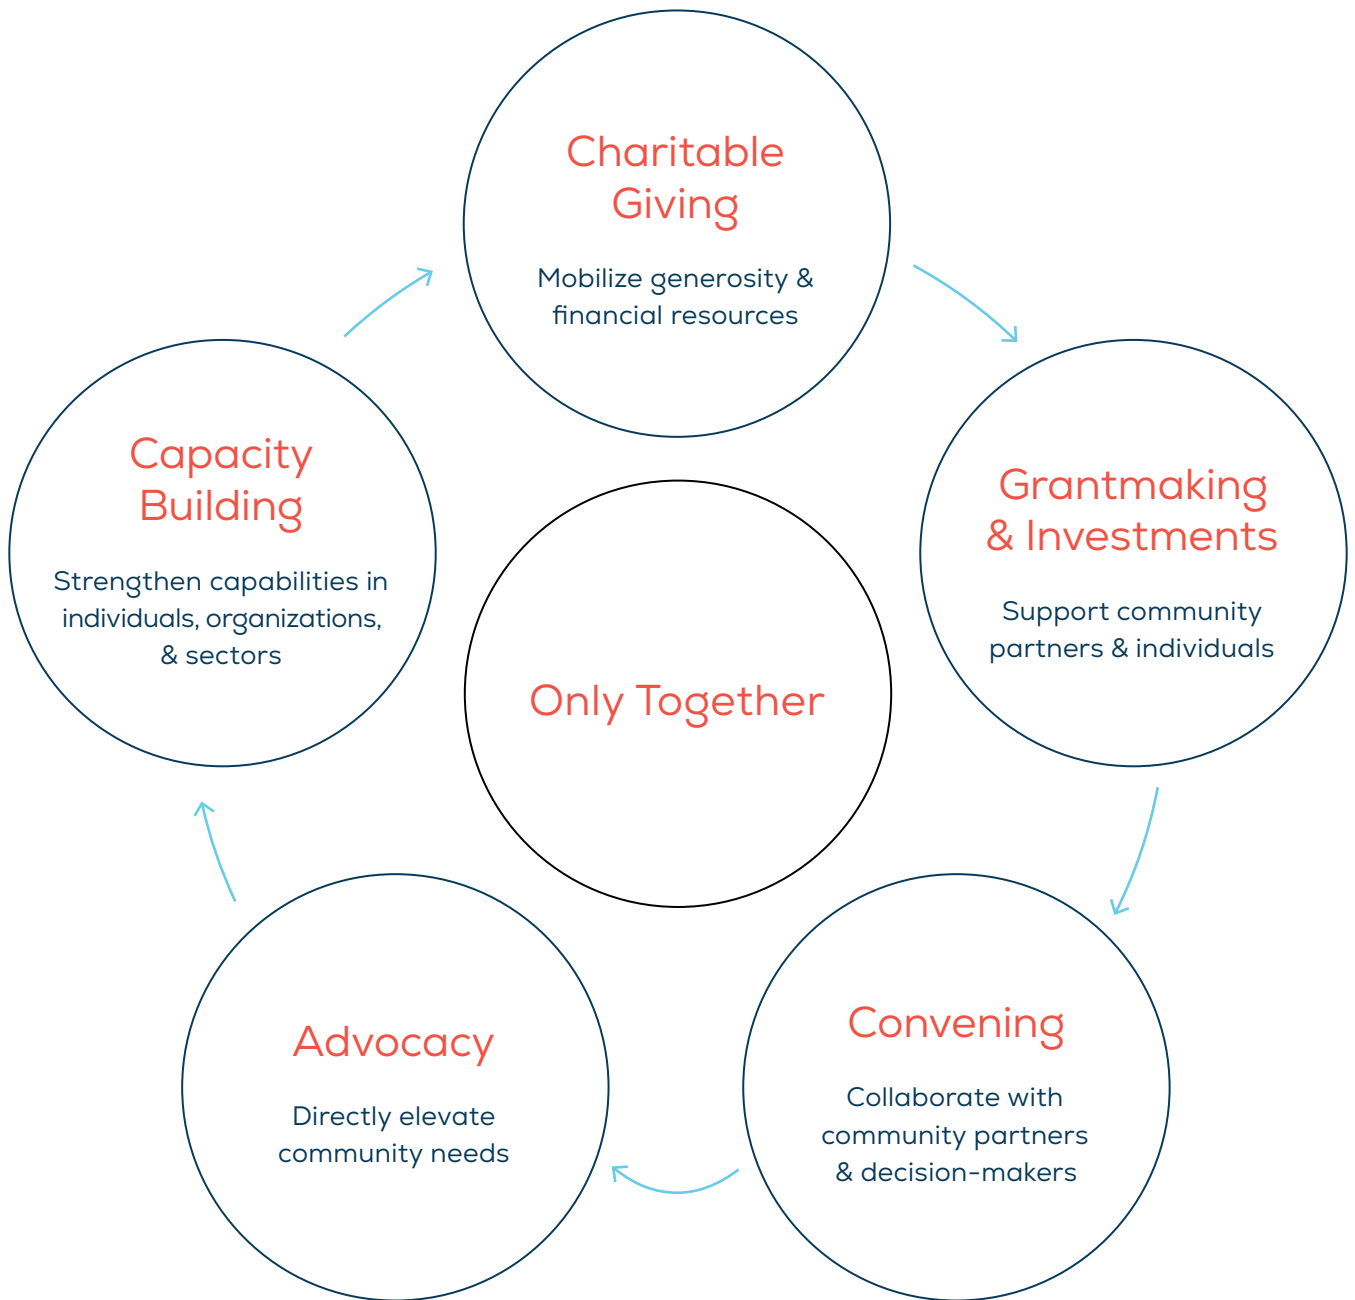 Charitable
Giving
Mobilize generosity &
financial resources
Grantmaking
& Investments
Support community
partners & individuals
Convening
Collaborate with
community partners
& decision-makers
Advocacy
Directly elevate
community needs
Capacity
Building
Strengthen capabilities in
individuals, organizations,
& sectors
Only Together